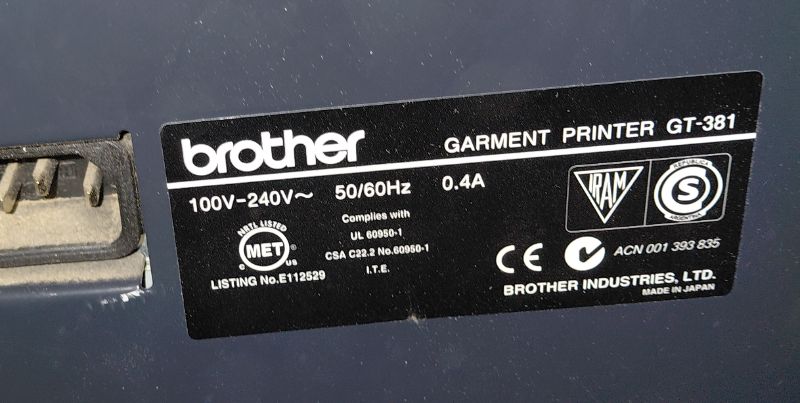 brother
GARMENT PRINTER GT-381
100V-240V~ 50/60Hz 0.4A
Complies with
UL 60950-1
CSA C22.2 No.60950-1
I.T.E.
NRTL LISTED
MET
®
C US
LISTING No.E112529
IRAM
REPUBLICA
S
ARGENTINA
CE
ACN 001 393 835
BROTHER INDUSTRIES, LTD.
MADE IN JAPAN